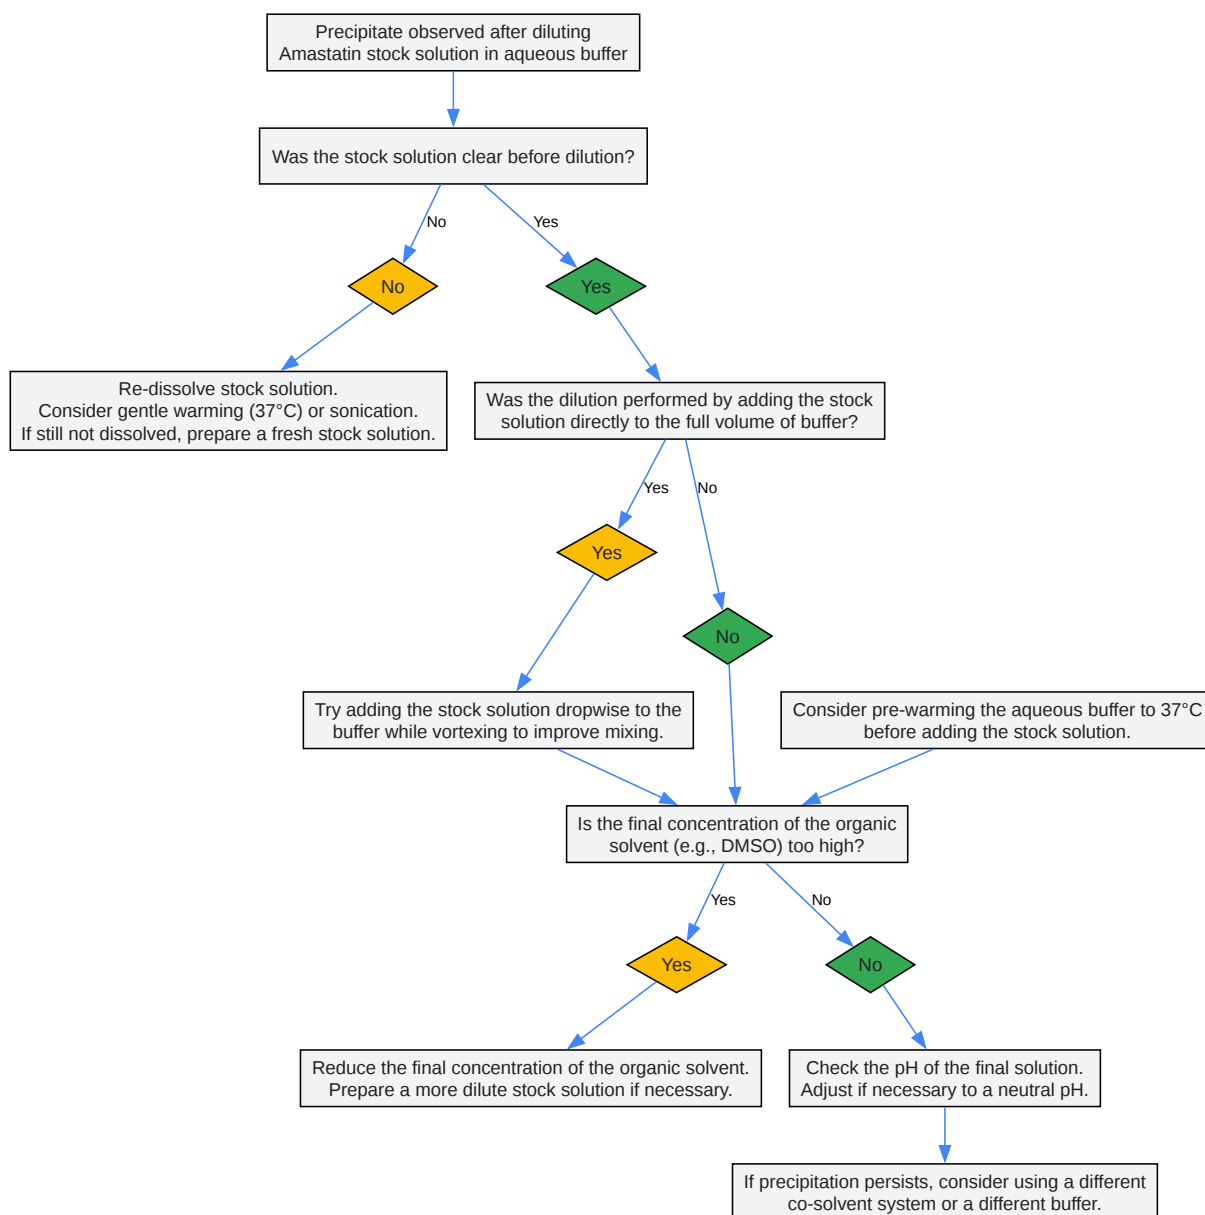 Precipitate observed after diluting
Amastatin stock solution in aqueous buffer
Was the stock solution clear before dilution?
No
Yes
No
Yes
Re-dissolve stock solution.
Consider gentle warming (37°C) or sonication.
If still not dissolved, prepare a fresh stock solution.
Was the dilution performed by adding the stock
solution directly to the full volume of buffer?
Yes
No
Yes
No
Try adding the stock solution dropwise to the
buffer while vortexing to improve mixing.
Consider pre-warming the aqueous buffer to 37°C
before adding the stock solution.
Is the final concentration of the organic
solvent (e.g., DMSO) too high?
Yes
No
Yes
No
Reduce the final concentration of the organic solvent.
Prepare a more dilute stock solution if necessary.
Check the pH of the final solution.
Adjust if necessary to a neutral pH.
If precipitation persists, consider using a different
co-solvent system or a different buffer.